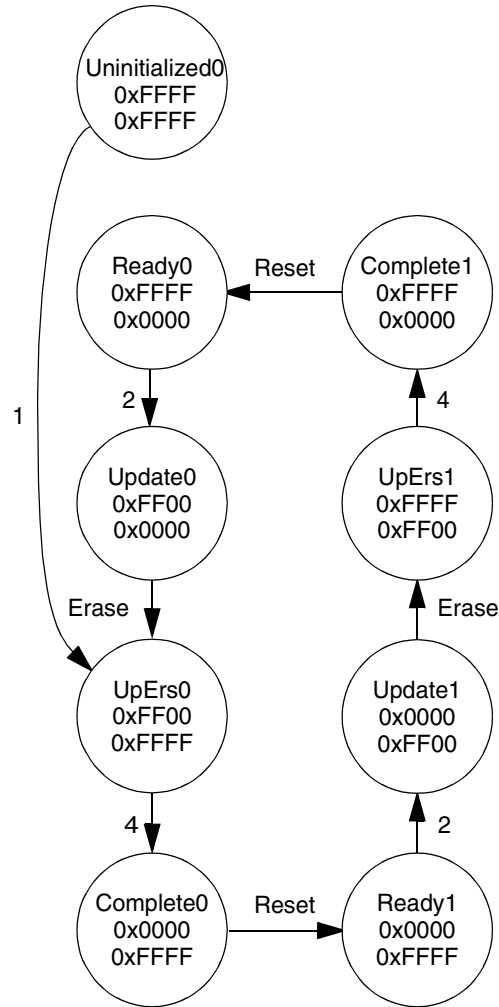 Uninitialized0
0xFFFF
0xFFFF
Ready0
0xFFFF
0x0000
Reset
Complete1
0xFFFF
0x0000
1
2
4
Update0
0xFF00
0x0000
UpErs1
0xFFFF
0xFF00
Erase
Erase
UpErs0
0xFF00
0xFFFF
Update1
0x0000
0xFF00
4
2
Complete0
0x0000
0xFFFF
Reset
Ready1
0x0000
0xFFFF